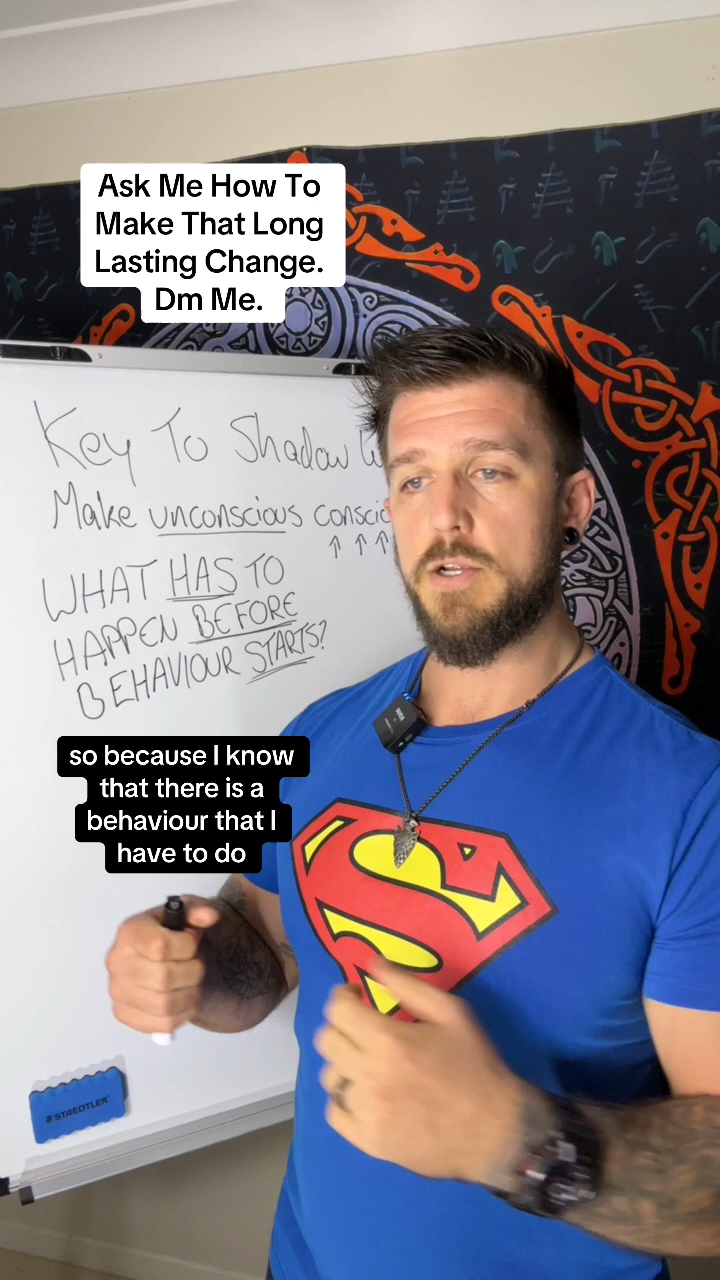 Ask Me How To
Make That Long
Lasting Change.
Dm Me.
Key To Shadow
Make unconscious conscio
WHAT HAS TO
HAPPEN BEFORE
BEHAVIOUR STARTS?
so because I know
that there is a
behaviour that I
have to do
STAEDTLER